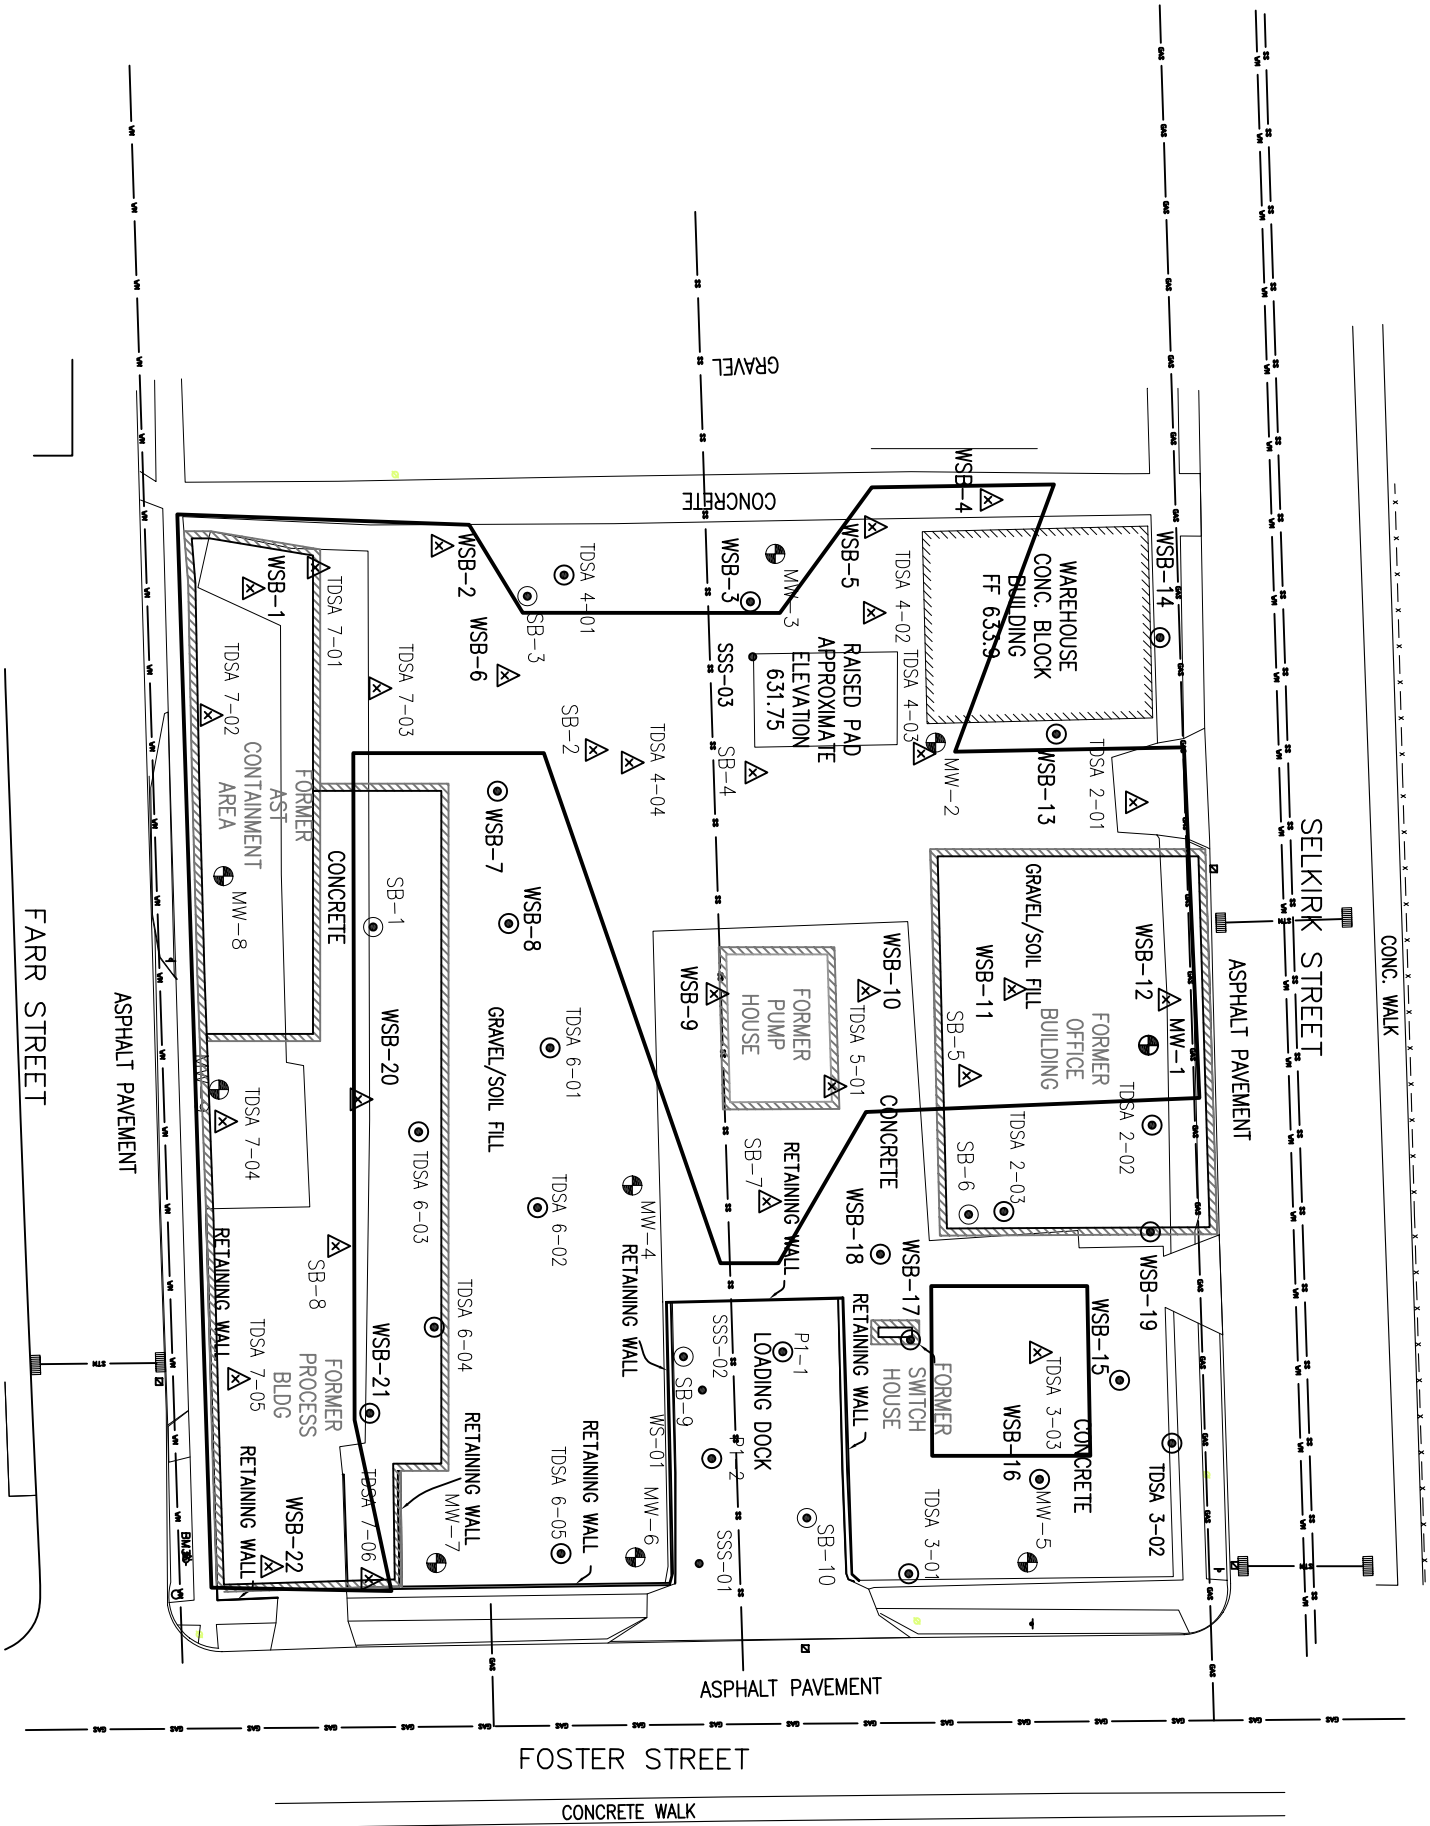 GRAVEL
CONCRETE
WSB-4
WSB-14
WAREHOUSE
CONC. BLOCK
BUILDING
FF 633.9
WSB-5
WSB-2
WSB-3
MW-3
TDSA 4-01
TDSA 4-02
WSB-1
TDSA 7-01
SB-3
WSB-6
TDSA 7-02
TDSA 7-03
SSS-03
RAISED PAD
APPROXIMATE
ELEVATION
631.75
TDSA 4-03
SB-2
TDSA 4-04
SB-4
MW-2
WSB-13
TDSA 2-01
FORMER
AST
CONTAINMENT
AREA
WSB-7
SELKIRK STREET
CONCRETE
SB-1
WSB-8
MW-8
GRAVEL/SOIL FILL
WSB-11
WSB-12
WSB-10
WSB-9
FORMER
PUMP
HOUSE
TDSA 5-01
SB-5
FORMER
OFFICE
BUILDING
MW-1
ASPHALT PAVEMENT
CONC. WALK
FARR STREET
ASPHALT PAVEMENT
WSB-20
GRAVEL/SOIL FILL
TDSA 6-01
MW-9
TDSA 7-04
TDSA 6-03
TDSA 6-02
MW-4
SB-7
RETAINING WALL
CONCRETE
TDSA 2-02
TDSA 2-03
SB-6
WSB-18
WSB-17
WSB-19
RETAINING WALL
SB-8
RETAINING WALL
TDSA 6-04
WSB-21
TDSA 7-05
FORMER
PROCESS
BLDG
SSS-02
LOADING DOCK
P1-1
RETAINING WALL
FORMER
SWITCH
HOUSE
WSB-15
TDSA 3-03
SB-9
WS-01
P1-2
WSB-16
CONCRETE
TDSA 3-02
RETAINING WALL
WSB-22
TDSA 7-06
RETAINING WALL
MW-7
TDSA 6-05
RETAINING WALL
MW-6
SSS-01
SB-10
TDSA 3-01
MW-5
ASPHALT PAVEMENT
FOSTER STREET
CONCRETE WALK